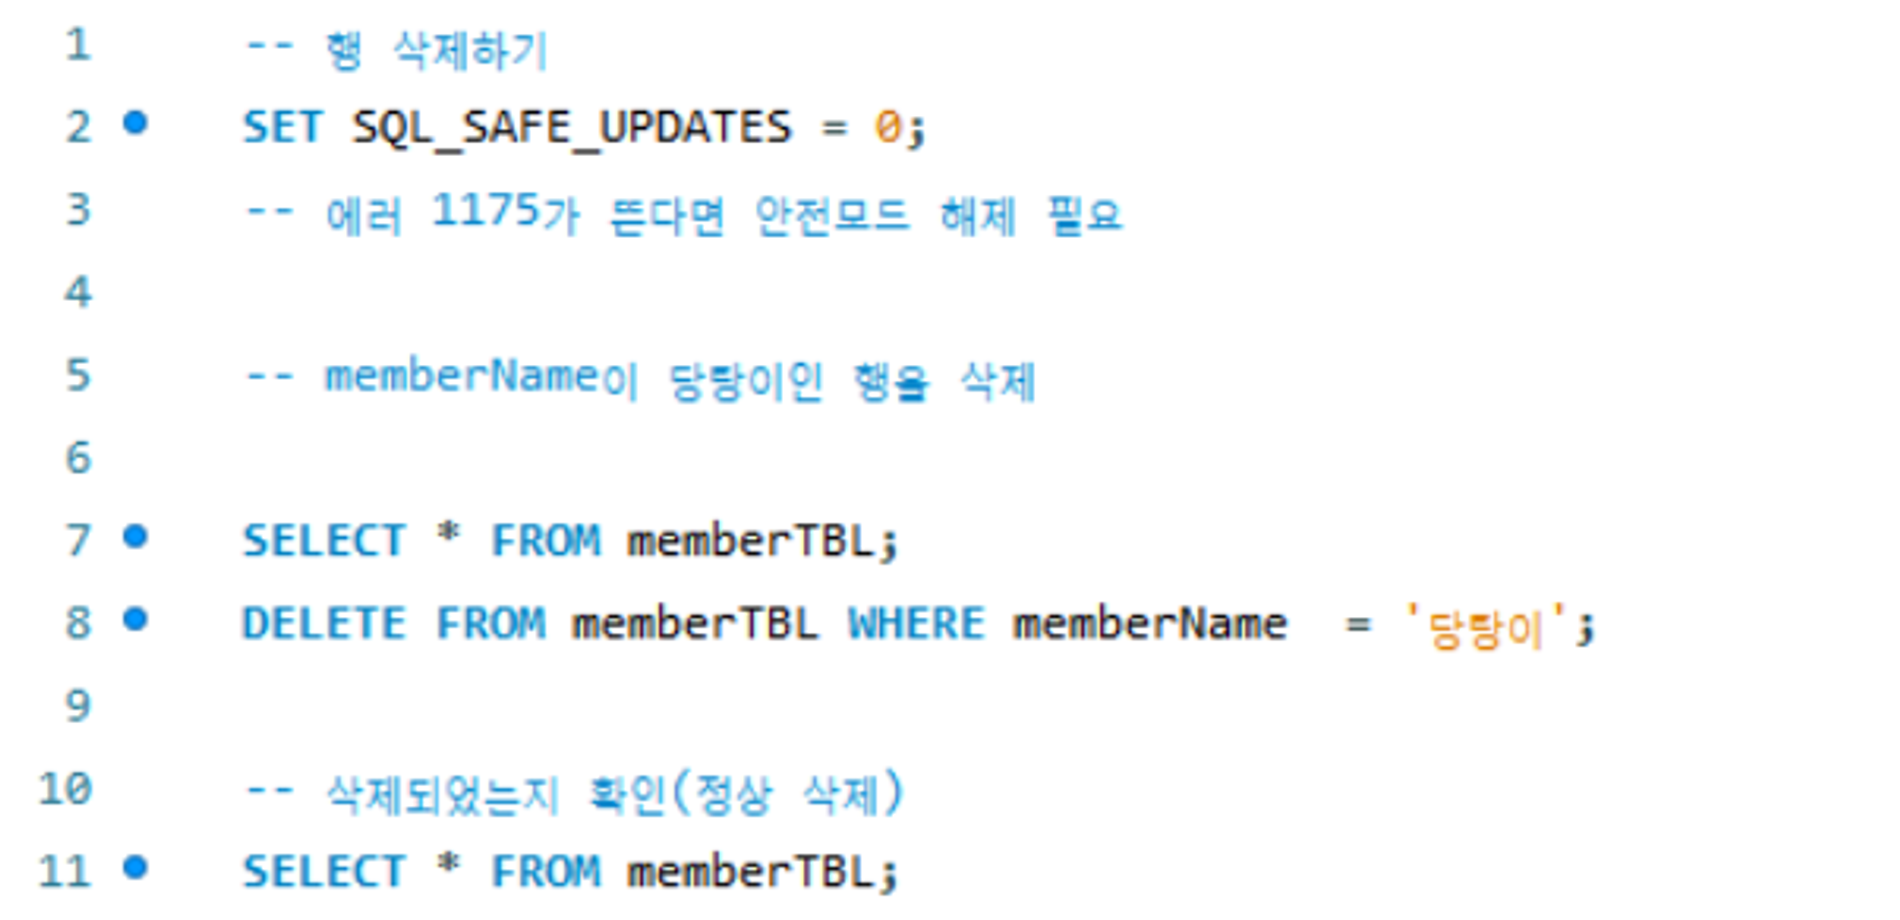 1 -- 행 삭제하기
2 SET SQL_SAFE_UPDATES = 0;
3 -- 에러 1175가 뜬다면 안전모드 해제 필요
4
5 -- memberName이 당탕이인 행을 삭제
6
7 SELECT * FROM memberTBL;
8 DELETE FROM memberTBL WHERE memberName  = '당탕이';
9
10 -- 삭제되었는지 확인(정상 삭제)
11 SELECT * FROM memberTBL;